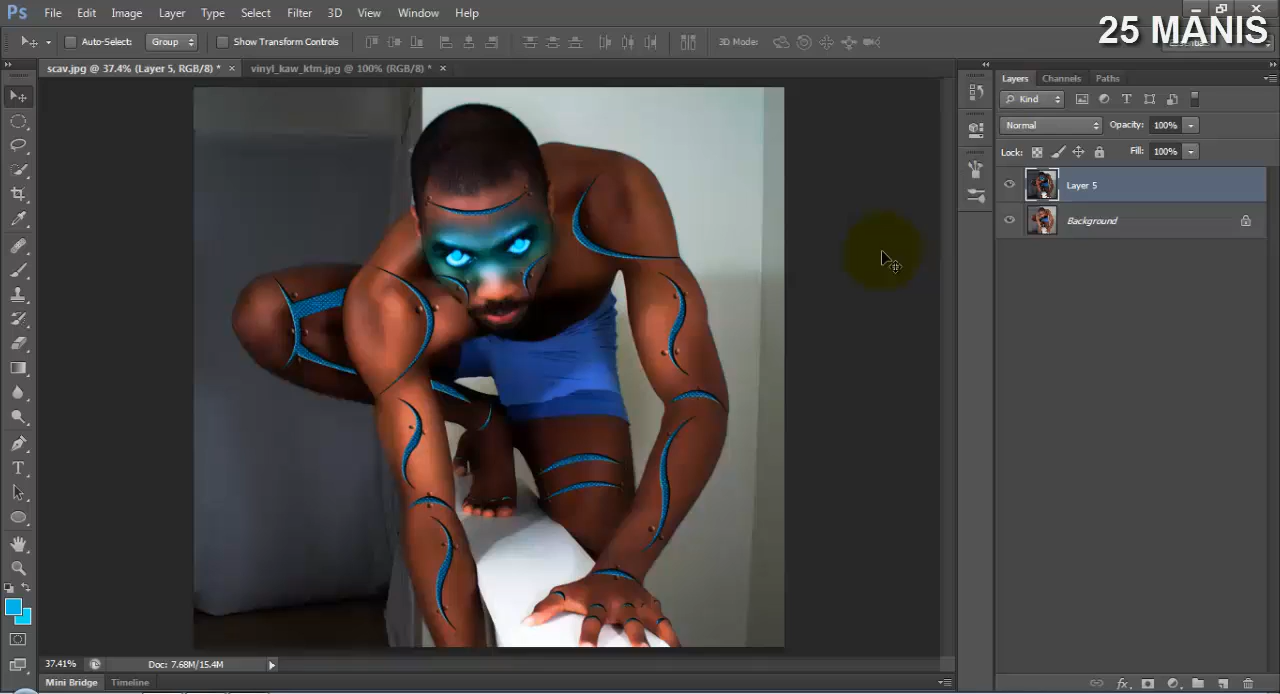 Ps File Edit Image Layer Type Select Filter 3D View Window Help
25 MANIS
Auto-Select: Group Show Transform Controls 3D Mode:
scav.jpg @ 37.4% (Layer 5, RGB/8) * × vinyl_kaw_ktm.jpg @ 100% (RGB/8) * ×
Layers Channels Paths
Kind
Normal Opacity: 100%
Lock: Fill: 100%
Layer 5
Background
37.41% Doc: 7.68M/15.4M
Mini Bridge Timeline